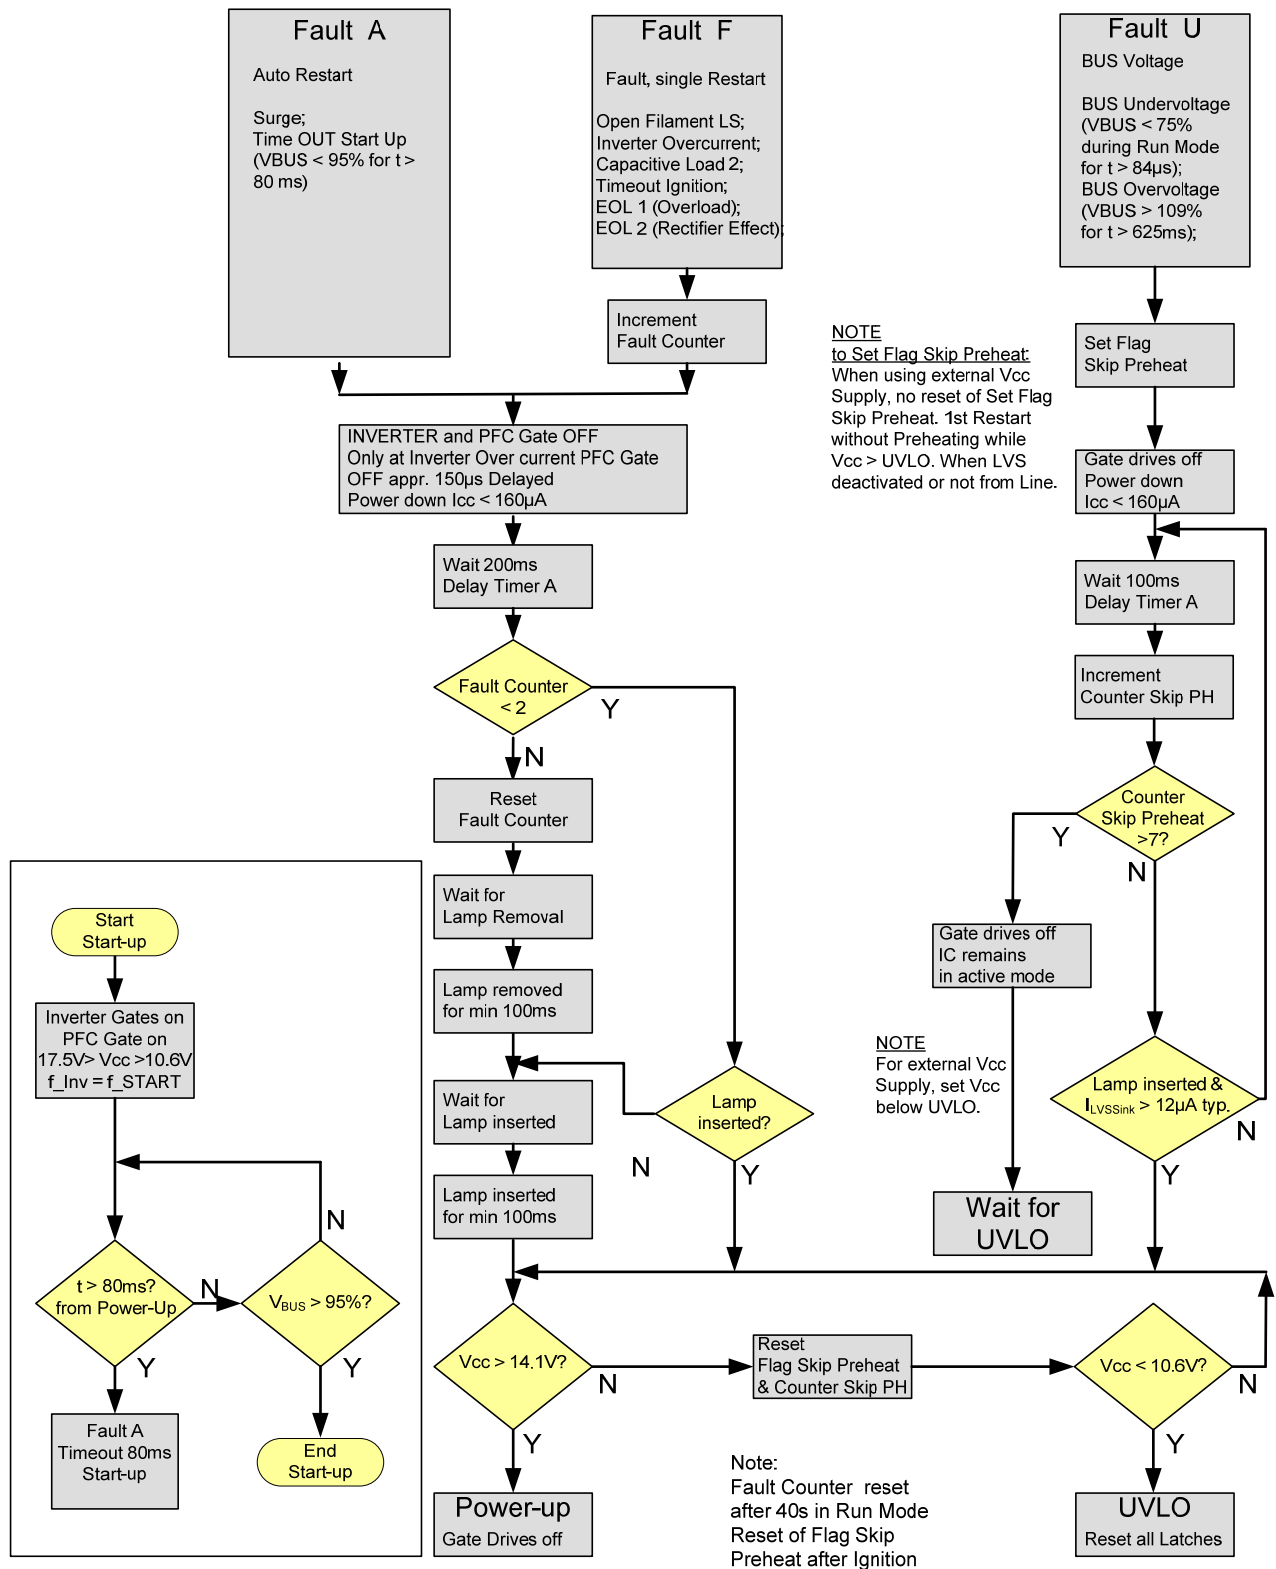 Fault A
Auto Restart
Surge;
Time OUT Start Up
(VBUS < 95% for t >
80 ms)
Fault F
Fault, single Restart
Open Filament LS;
Inverter Overcurrent;
Capacitive Load 2;
Timeout Ignition;
EOL 1 (Overload);
EOL 2 (Rectifier Effect);
Increment
Fault Counter
Fault U
BUS Voltage
BUS Undervoltage
(VBUS < 75%
during Run Mode
for t > 84µs);
BUS Overvoltage
(VBUS > 109%
for t > 625ms);
NOTE
to Set Flag Skip Preheat:
When using external Vcc
Supply, no reset of Set Flag
Skip Preheat. 1st Restart
without Preheating while
Vcc > UVLO. When LVS
deactivated or not from Line.
Set Flag
Skip Preheat
INVERTER and PFC Gate OFF
Only at Inverter Over current PFC Gate
OFF appr. 150µs Delayed
Power down Icc < 160µA
Gate drives off
Power down
Icc < 160µA
Wait 200ms
Delay Timer A
Wait 100ms
Delay Timer A
Fault Counter
< 2
Y
N
Increment
Counter Skip PH
Reset
Fault Counter
Counter
Skip Preheat
>7?
Y
N
Wait for
Lamp Removal
Gate drives off
IC remains
in active mode
Lamp removed
for min 100ms
NOTE
For external Vcc
Supply, set Vcc
below UVLO.
Wait for
Lamp inserted
Lamp
inserted?
N
Y
Lamp inserted &
ILVSSink > 12µA typ.
N
Y
Lamp inserted
for min 100ms
Wait for
UVLO
Start
Start-up
Inverter Gates on
PFC Gate on
17.5V> Vcc >10.6V
f_Inv = f_START
N
t > 80ms?
from Power-Up
N
VBUS > 95%?
Y
Y
Fault A
Timeout 80ms
Start-up
End
Start-up
Vcc > 14.1V?
N
Y
Reset
Flag Skip Preheat
& Counter Skip PH
Vcc < 10.6V?
N
Y
Power-up
Gate Drives off
Note:
Fault Counter reset
after 40s in Run Mode
Reset of Flag Skip
Preheat after Ignition
UVLO
Reset all Latches